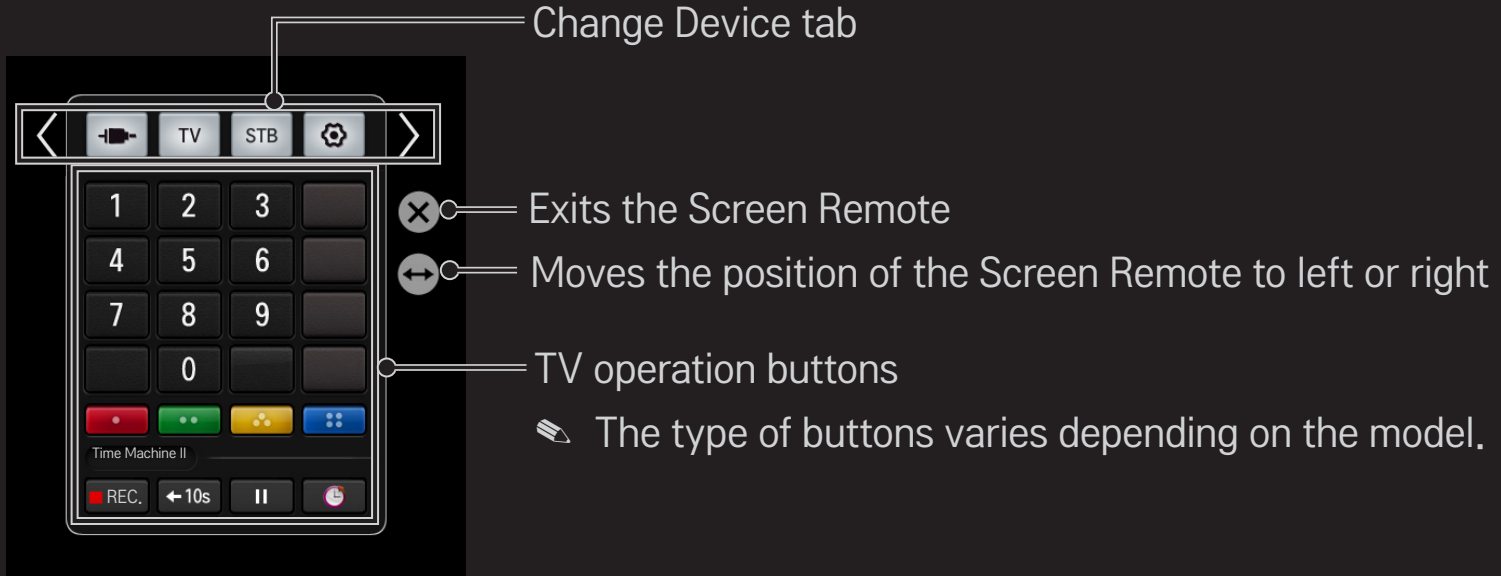 Change Device tab
TV STB
1 2 3
Exits the Screen Remote
4 5 6
Moves the position of the Screen Remote to left or right
7 8 9
0
TV operation buttons
✎ The type of buttons varies depending on the model.
Time Machine II
REC. ←10s